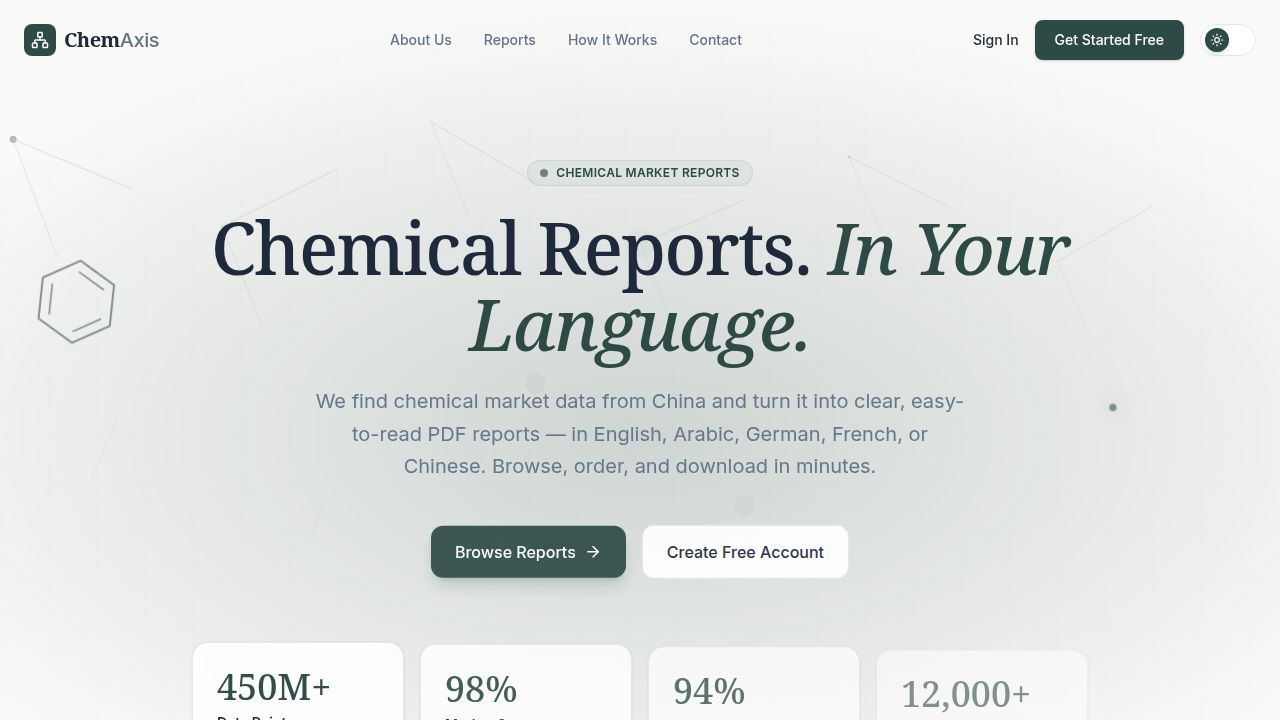 ChemAxis
About Us
Reports
How It Works
Contact
Sign In
Get Started Free
CHEMICAL MARKET REPORTS
Chemical Reports. In Your
Language.
We find chemical market data from China and turn it into clear, easy-
to-read PDF reports — in English, Arabic, German, French, or
Chinese. Browse, order, and download in minutes.
Browse Reports
Create Free Account
450M+
98%
94%
12,000+